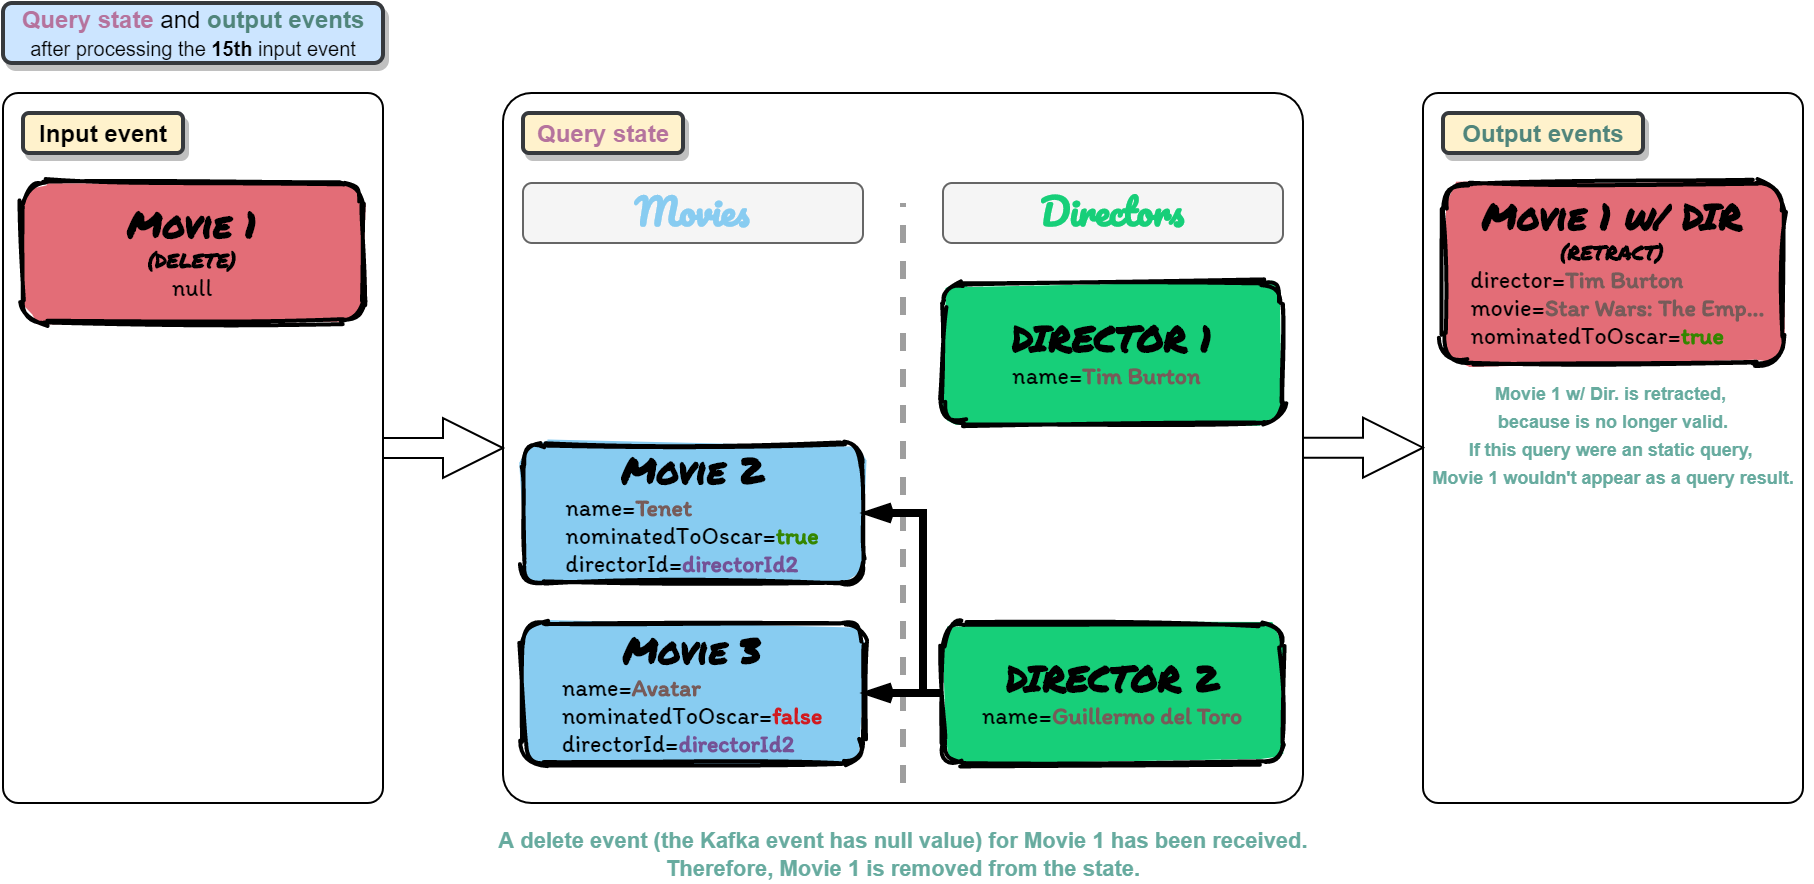 Query state and output events
after processing the 15th input event
Input event
MOVIE 1
(DELETE)
null
Query state
Movies
Directors
DIRECTOR 1
name=Tim Burton
MOVIE 2
name=Tenet
nominatedToOscar=true
directorId=directorId2
MOVIE 3
name=Avatar
nominatedToOscar=false
directorId=directorId2
DIRECTOR 2
name=Guillermo del Toro
Output events
MOVIE 1 W/ DIR
(RETRACT)
director=Tim Burton
movie=Star Wars: The Emp...
nominatedToOscar=true
Movie 1 w/ Dir. is retracted,
because is no longer valid.
If this query were an static query,
Movie 1 wouldn't appear as a query result.
A delete event (the Kafka event has null value) for Movie 1 has been received.
Therefore, Movie 1 is removed from the state.